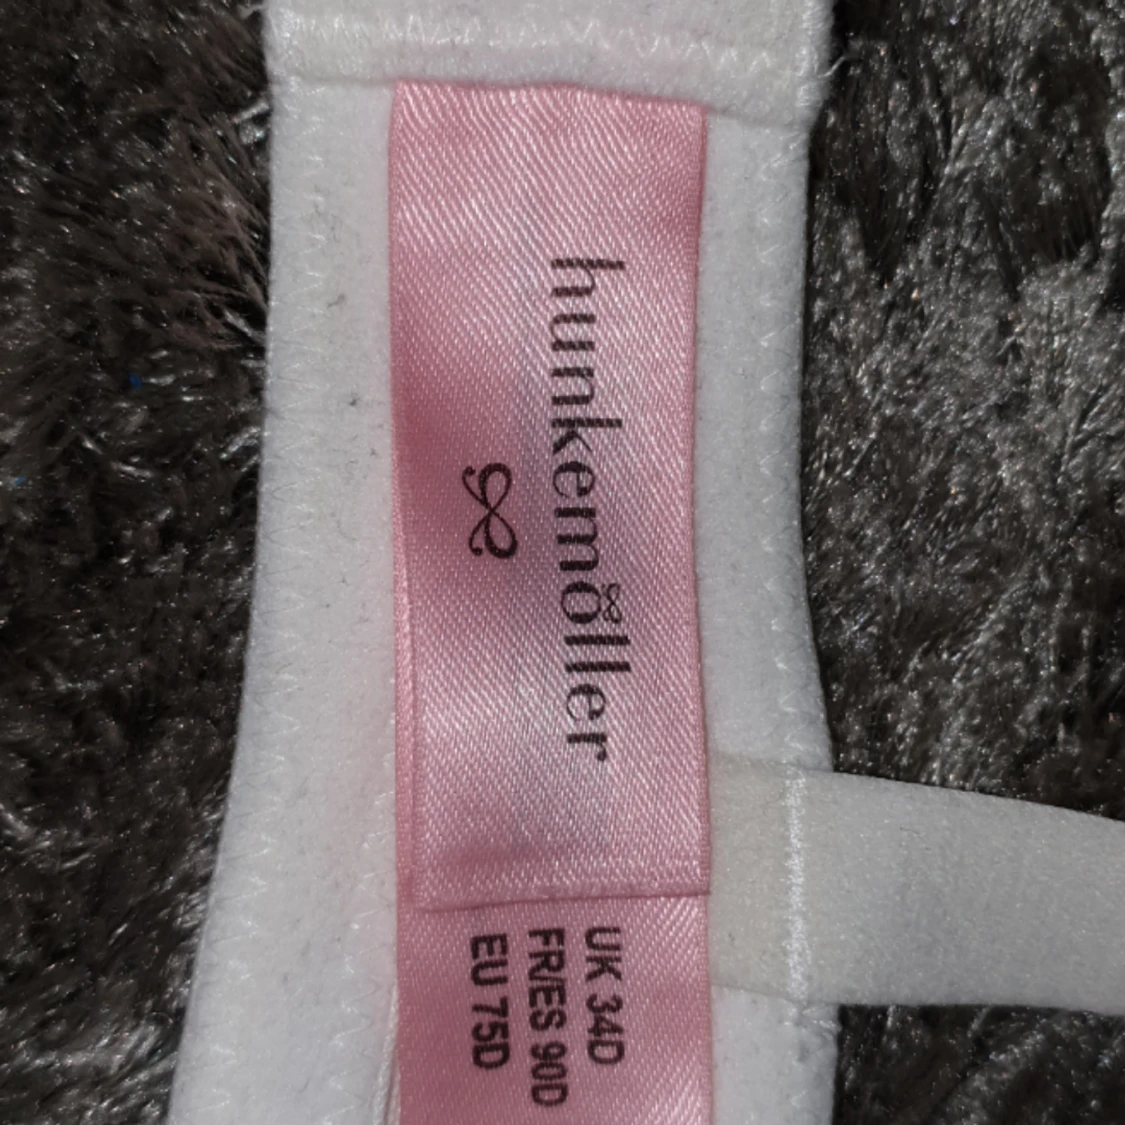 hunkemöller
UK 34D
FR/ES 90D
EU 75D